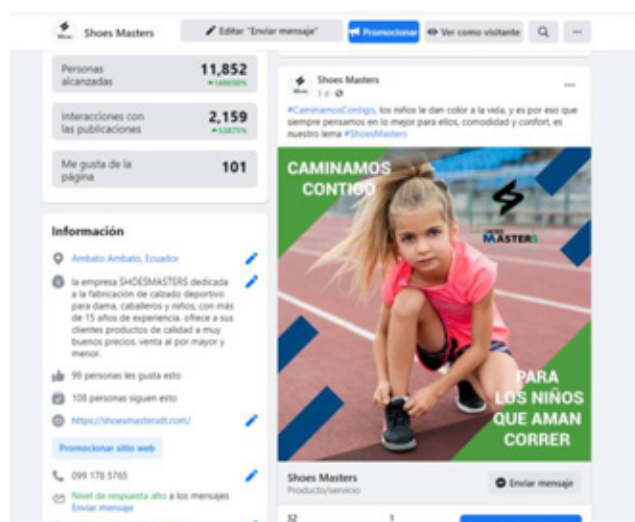 Shoes Masters
Editar "Enviar mensaje"
Promocionar
Ver como visitante
Personas
alcanzadas
11,852
Interacciones con
las publicaciones
2,159
Me gusta de la
página
101
Información
Ambato Ambato, Ecuador
la empresa SHOESMASTERS dedicada
a la fabricación de calzado deportivo
para dama, caballeros y niños, con más
de 15 años de experiencia. ofrece a sus
clientes productos de calidad a muy
buenos precios. venta al por mayor y
menor.
99 personas les gusta esto
108 personas siguen esto
https://shoesmastersdt.com/
Promocionar sitio web
099 178 5765
Nivel de respuesta alto a los mensajes
Enviar mensaje
Shoes Masters
3 d
#CaminamosContigo, los niños le dan color a la vida, y es por eso que
siempre pensamos en lo mejor para ellos, comodidad y confort, es
nuestro lema #ShoesMasters
CAMINAMOS
CONTIGO
SHOES
MASTERS
PARA
LOS NIÑOS
QUE AMAN
CORRER
Shoes Masters
Producto/servicio
Enviar mensaje
32
1